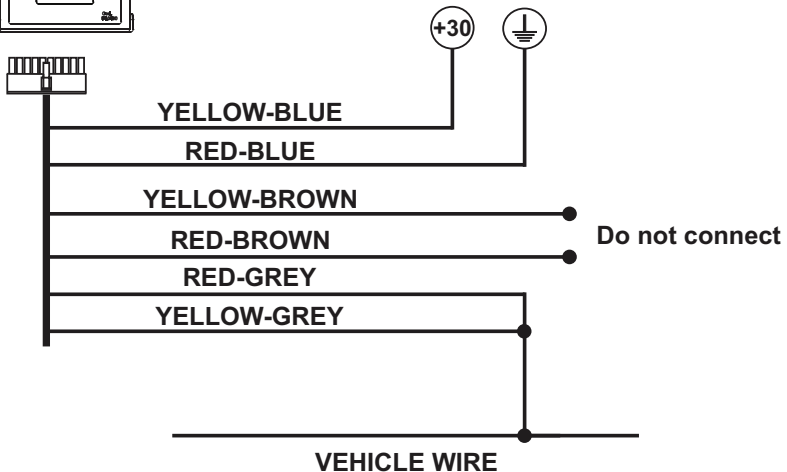 +30
YELLOW-BLUE
RED-BLUE
YELLOW-BROWN
RED-BROWN
Do not connect
RED-GREY
YELLOW-GREY
VEHICLE WIRE